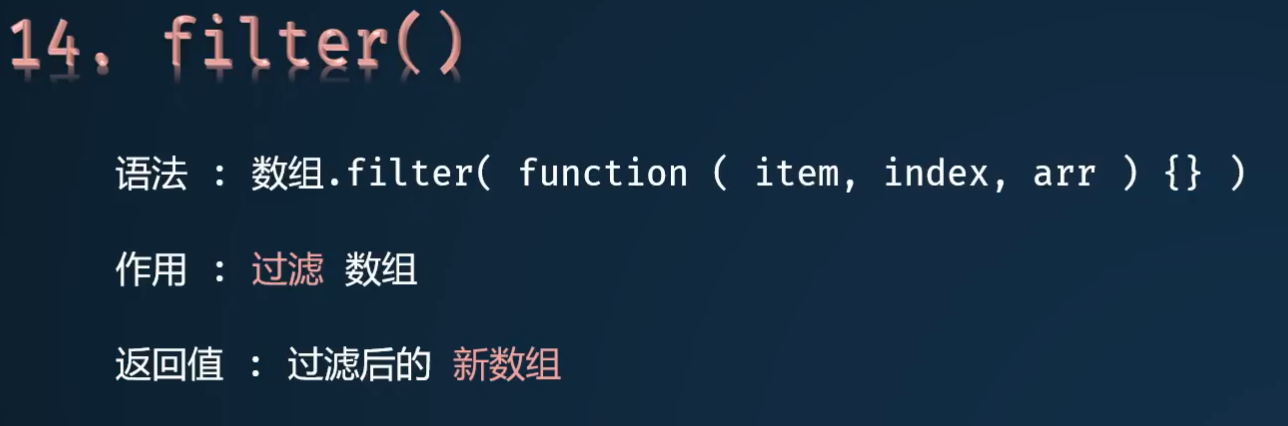 14. filter()
语法 : 数组.filter( function ( item, index, arr ) {} )
作用 : 过滤 数组
返回值 : 过滤后的 新数组